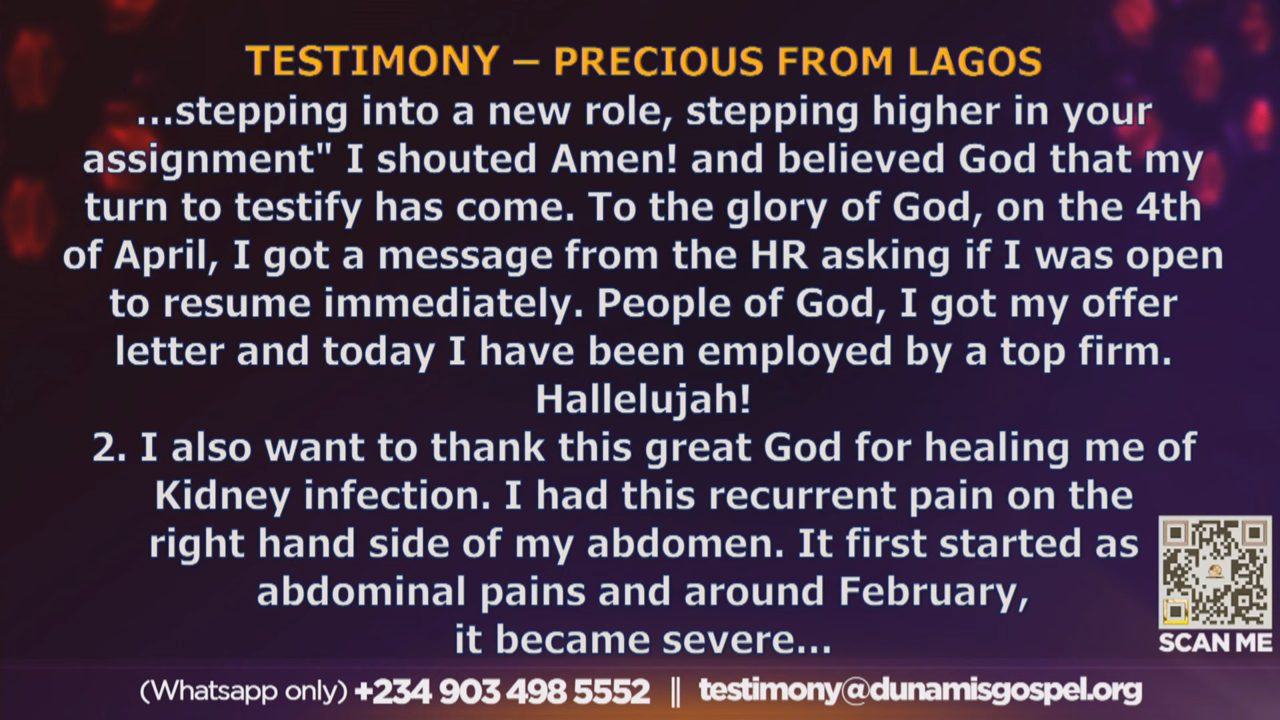 TESTIMONY – PRECIOUS FROM LAGOS
...stepping into a new role, stepping higher in your
assignment" I shouted Amen! and believed God that my
turn to testify has come. To the glory of God, on the 4th
of April, I got a message from the HR asking if I was open
to resume immediately. People of God, I got my offer
letter and today I have been employed by a top firm.
Hallelujah!
2. I also want to thank this great God for healing me of
Kidney infection. I had this recurrent pain on the
right hand side of my abdomen. It first started as
abdominal pains and around February,
it became severe...
SCAN ME
(Whatsapp only) +234 903 498 5552 || testimony@dunamisgospel.org